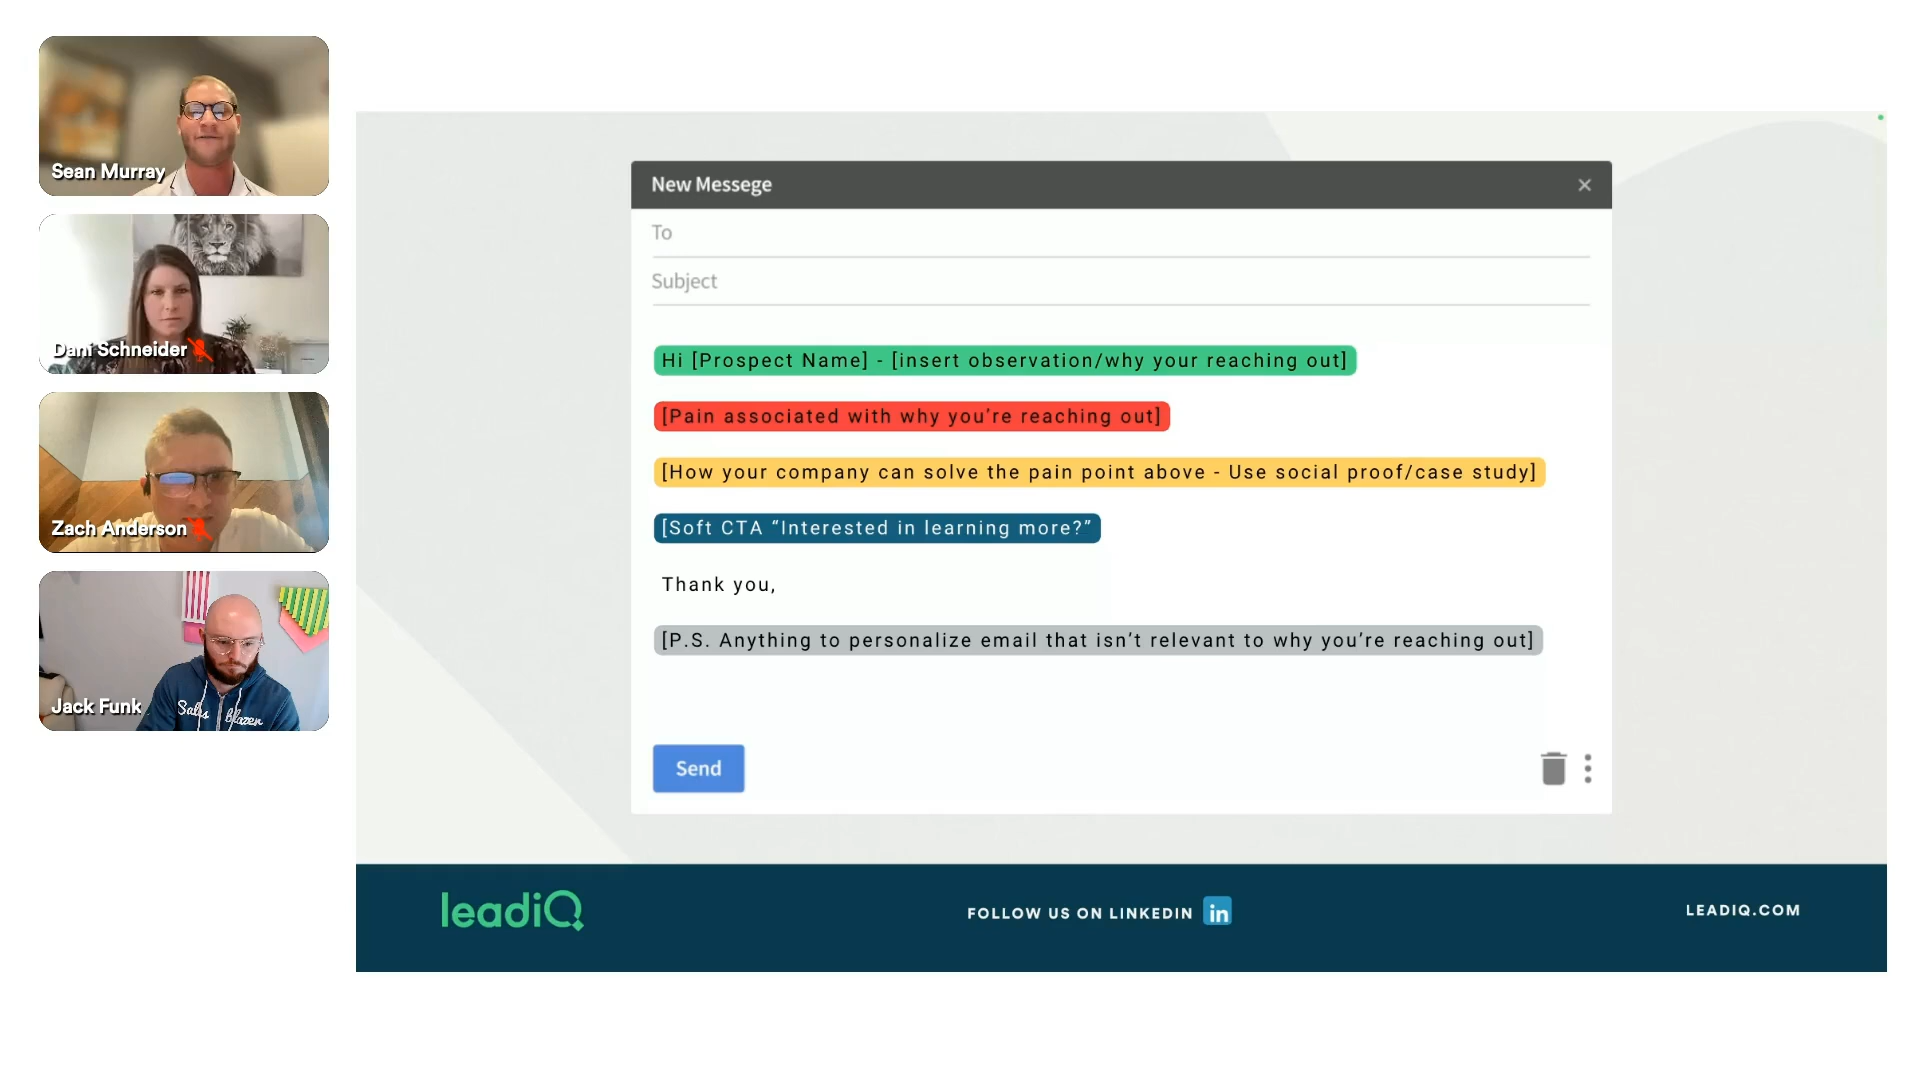 Sean Murray
Dani Schneider
Zach Anderson
Jack Funk
Sales
blazer
New Messege
To
Subject
Hi [Prospect Name] - [insert observation/why your reaching out]
[Pain associated with why you’re reaching out]
[How your company can solve the pain point above - Use social proof/case study]
[Soft CTA “Interested in learning more?”
Thank you,
[P.S. Anything to personalize email that isn’t relevant to why you’re reaching out]
Send
leadiQ
FOLLOW US ON LINKEDIN in
LEADIQ.COM